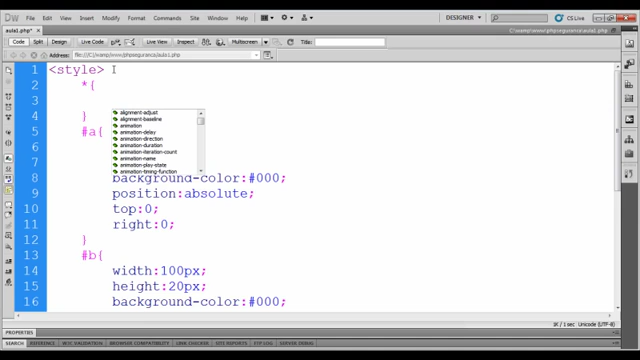 DW File Edit View Insert Modify Format Commands Site Window Help
DESIGNER CS Live
aula1.php*
C:\wamp\www\phpseguranca\aula1.php
Code Split Design Live Code Live View Inspect Multiscreen Title:
Address: file:///C|/wamp/www/phpseguranca/aula1.php
1 <style>
2 *{
3
4 }
5 #a{
6
7
8 background-color:#000;
9 position:absolute;
10 top:0;
11 right:0;
12 }
13 #b{
14 width:100px;
15 height:20px;
16 background-color:#000;
alignment-adjust
alignment-baseline
animation
animation-delay
animation-direction
animation-duration
animation-iteration-count
animation-name
animation-play-state
animation-timing-function
1K / 1 sec Unicode (UTF-8)
PROPERTIES
SEARCH REFERENCE W3C VALIDATION BROWSER COMPATIBILITY LINK CHECKER SITE REPORTS FTP LOG SERVER DEBUG